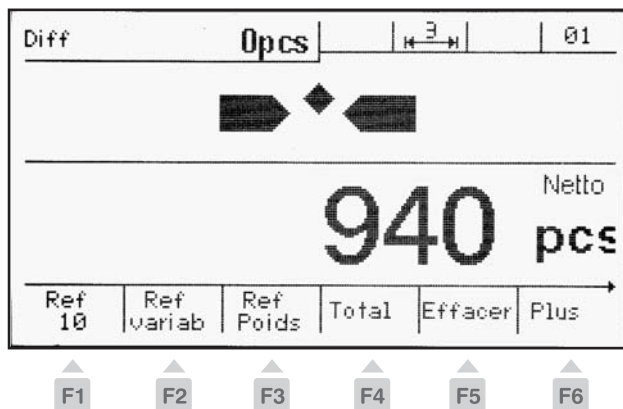 Diff 0pcs 3 01
Netto
940 pcs
Ref 10 Ref variab Ref Poids Total Effacer Plus
F1 F2 F3 F4 F5 F6